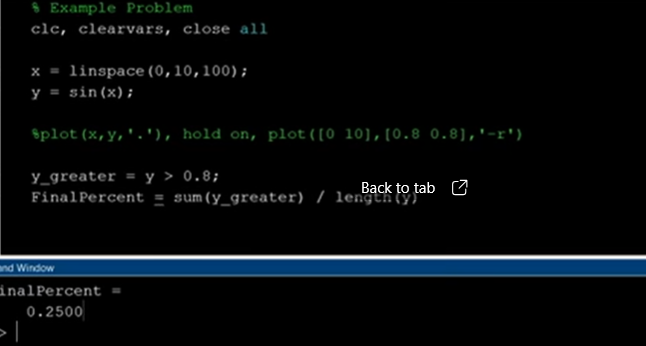 % Example Problem
clc, clearvars, close all
x = linspace(0,10,100);
y = sin(x);
%plot(x,y,'.'), hold on, plot([0 10],[0.8 0.8],'-r')
y_greater = y > 0.8;
FinalPercent = sum(y_greater) / length(y)
Back to tab
and Window
inalPercent =
0.2500
>